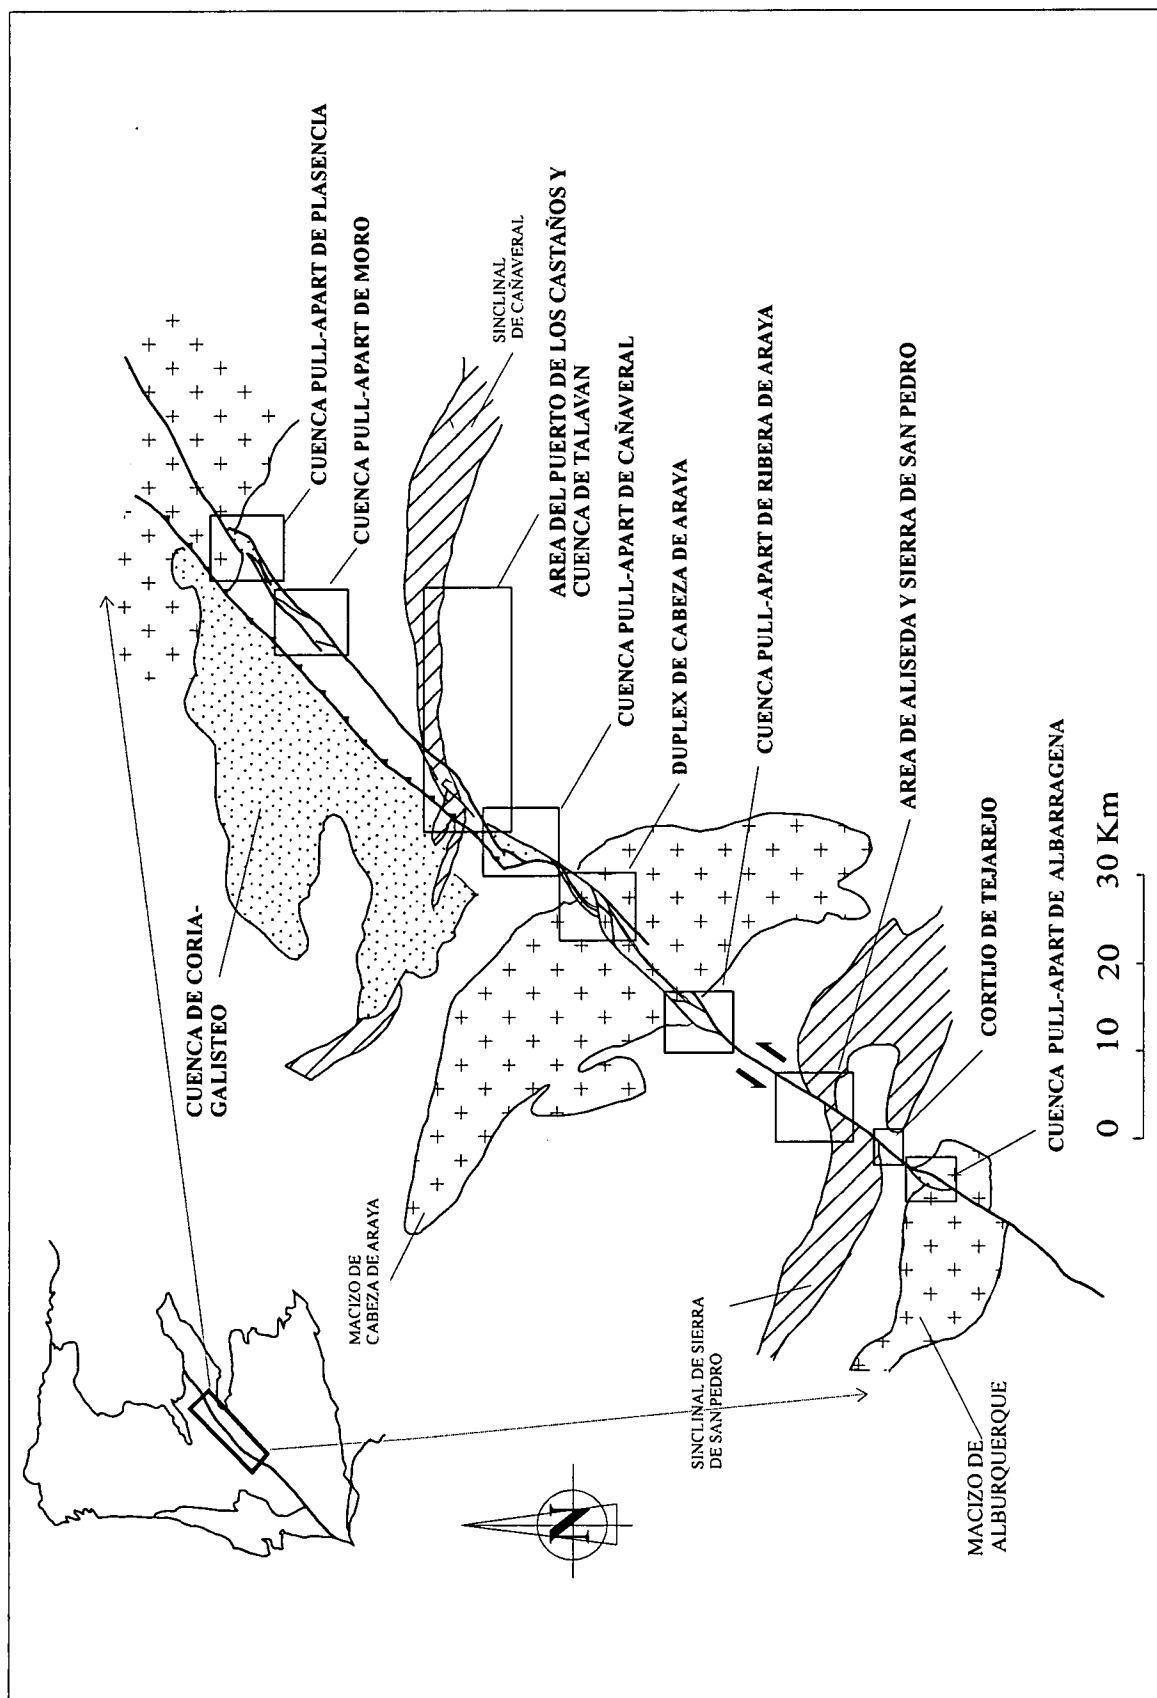 CUENCA PULL-APART DE PLASENCIA
CUENCA PULL-APART DE MORO
SINCLINAL
DE CAÑAVERAL
AREA DEL PUERTO DE LOS CASTAÑOS Y
CUENCA DE TALAVAN
CUENCA PULL-APART DE CAÑAVERAL
DUPLEX DE CABEZA DE ARAYA
CUENCA PULL-APART DE RIBERA DE ARAYA
AREA DE ALISEDA Y SIERRA DE SAN PEDRO
CORTIJO DE TEJAREJO
CUENCA PULL-APART DE ALBARRAGENA
CUENCA DE CORIA-
GALISTEO
MACIZO DE
CABEZA DE ARAYA
SINCLINAL DE SIERRA
DE SAN PEDRO
MACIZO DE
ALBURQUERQUE
N
0 10 20 30 Km